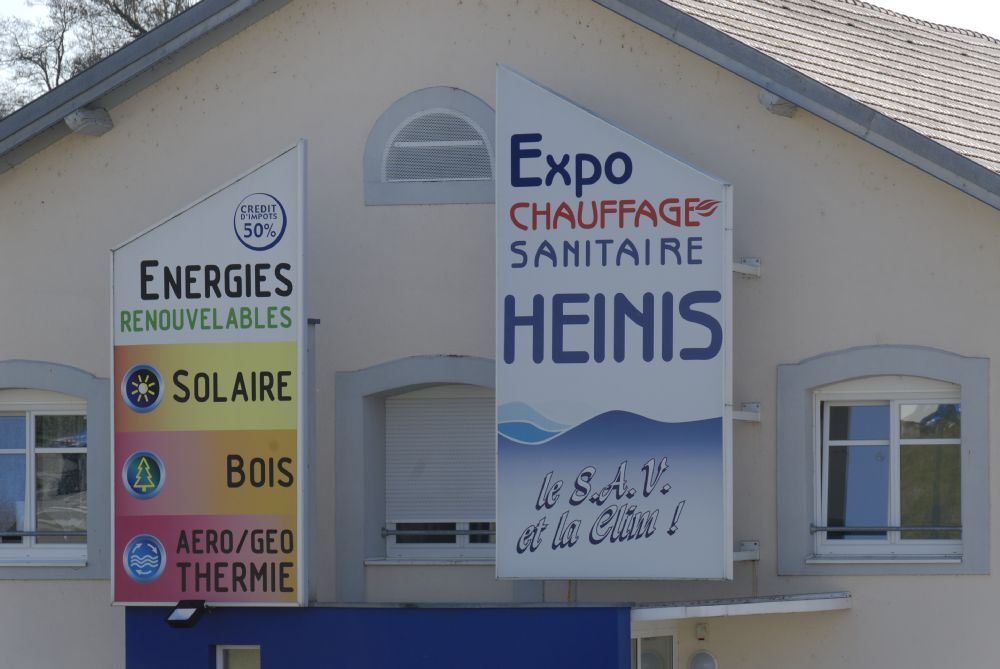 CREDIT
D'IMPOTS
50%
ENERGIES
RENOUVELABLES
SOLAIRE
BOIS
AERO/GEO
THERMIE
Expo
CHAUFFAGE
SANITAIRE
HEINIS
le S.A.V.
et la Clim !